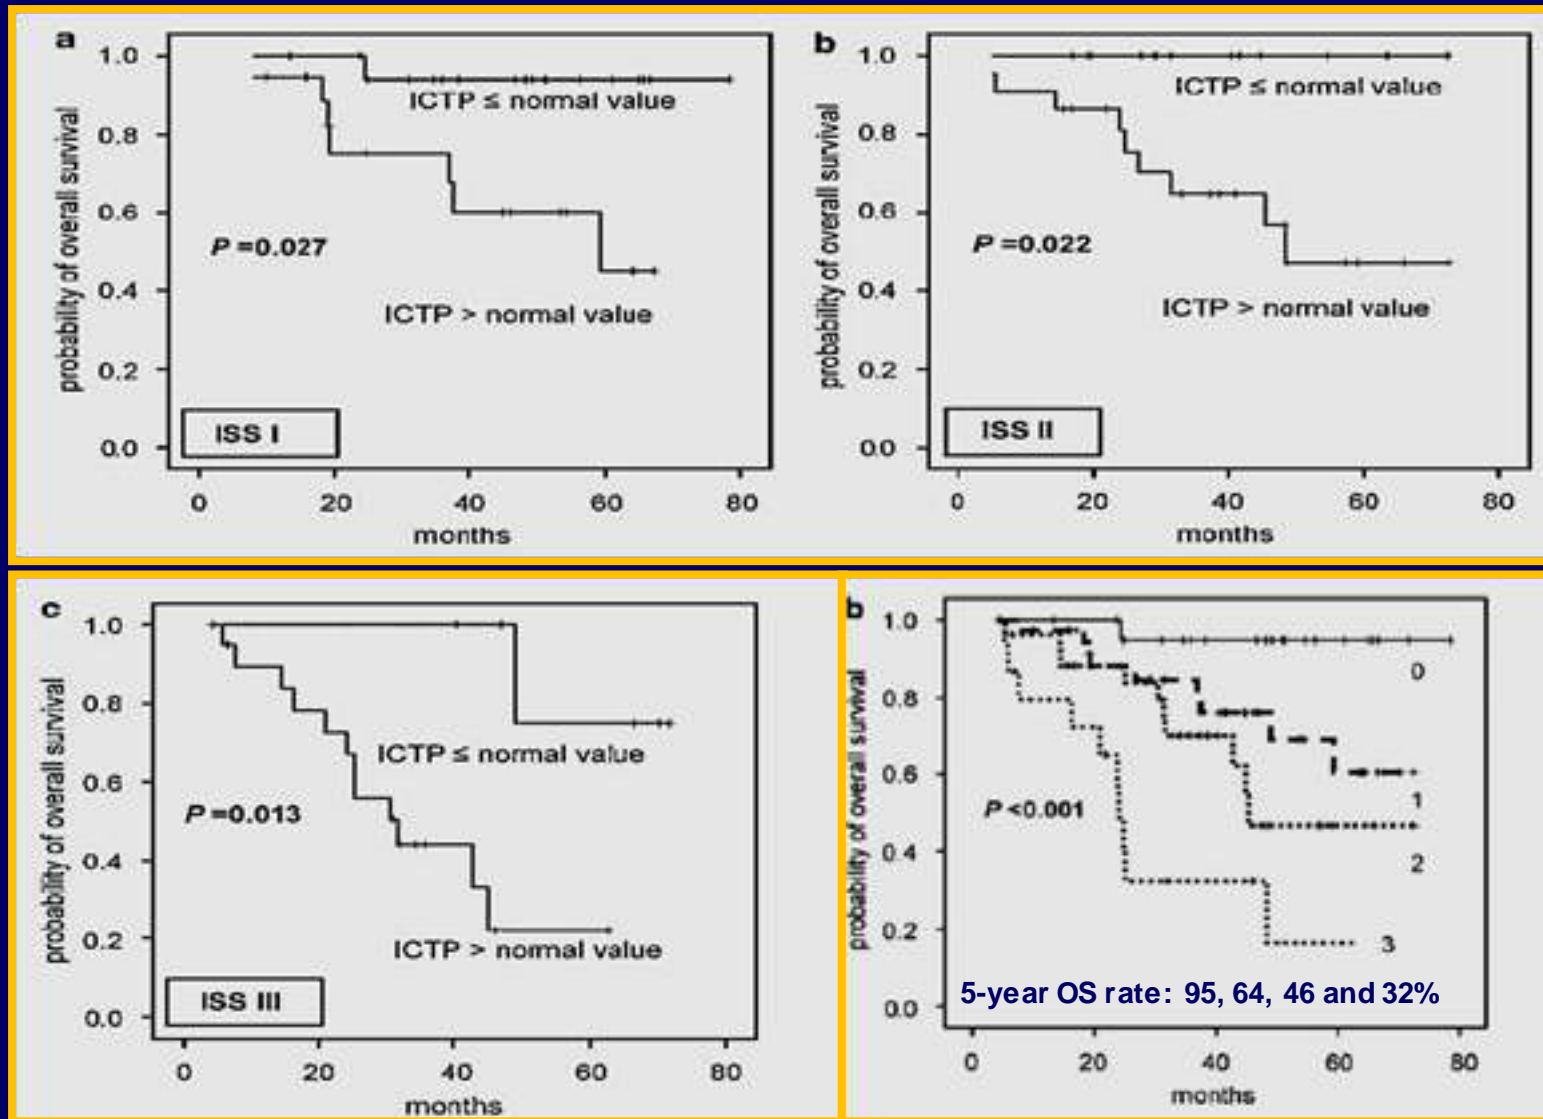 a
probability of overall survival
1.0
0.8
0.6
0.4
0.2
0.0
ICTP ≤ normal value
P =0.027
ICTP > normal value
ISS I
0 20 40 60 80
months
b
probability of overall survival
1.0
0.8
0.6
0.4
0.2
0.0
ICTP ≤ normal value
P =0.022
ICTP > normal value
ISS II
0 20 40 60 80
months
c
probability of overall survival
1.0
0.8
0.6
0.4
0.2
0.0
ICTP ≤ normal value
P =0.013
ICTP > normal value
ISS III
0 20 40 60 80
months
b
probability of overall survival
1.0
0.8
0.6
0.4
0.2
0.0
0
1
P <0.001
2
3
5-year OS rate: 95, 64, 46 and 32%
0 20 40 60 80
months